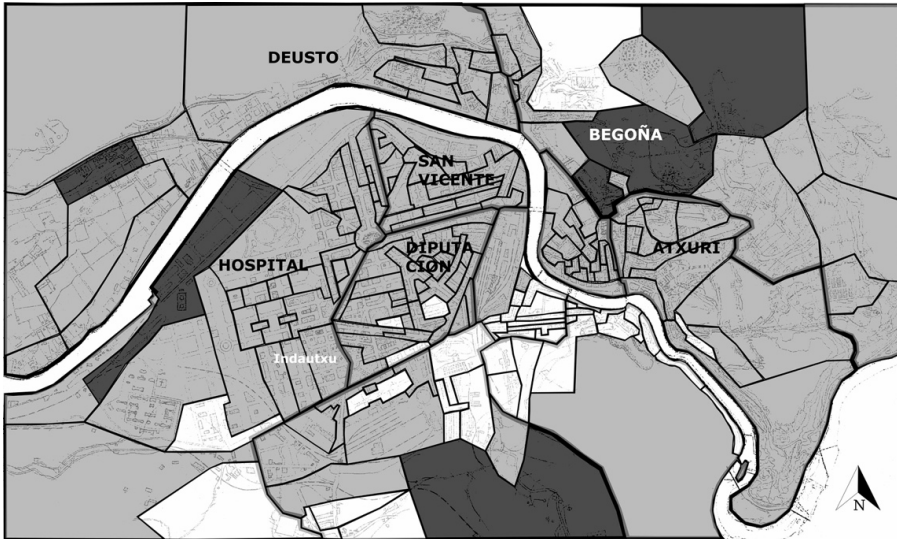 DEUSTO
BEGOÑA
SAN
VICENTE
DIPUTA
CION
ATXURI
HOSPITAL
Indautxu
N